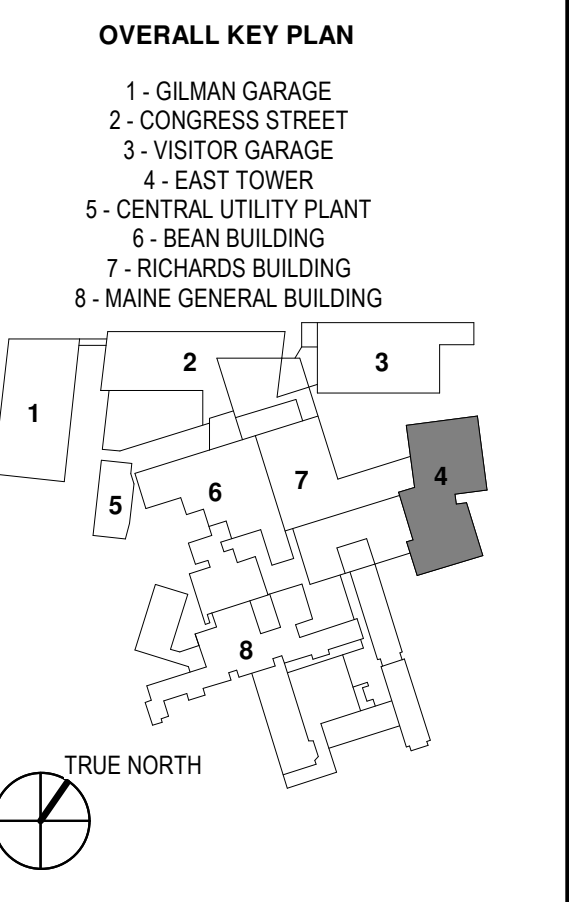 OVERALL KEY PLAN
1 - GILMAN GARAGE
2 - CONGRESS STREET
3 - VISITOR GARAGE
4 - EAST TOWER
5 - CENTRAL UTILITY PLANT
6 - BEAN BUILDING
7 - RICHARDS BUILDING
8 - MAINE GENERAL BUILDING
2
3
1
4
7
6
5
8
TRUE NORTH